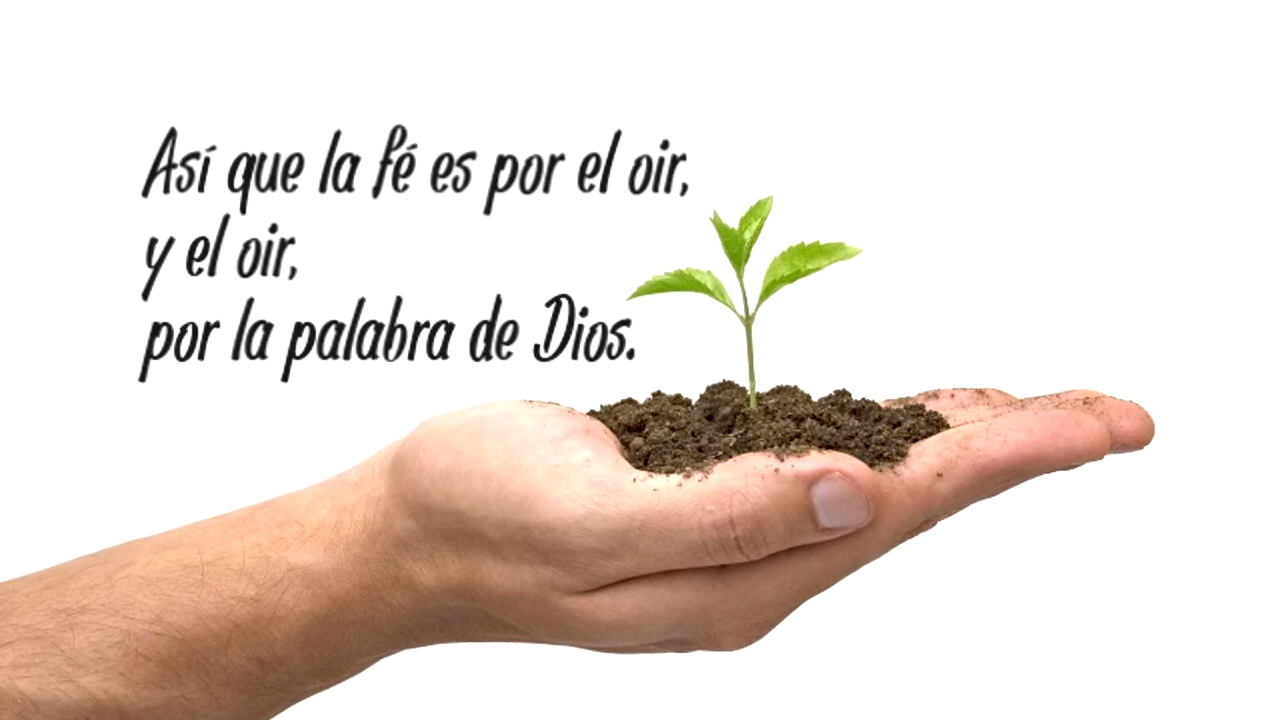 Así que la fé es por el oir,
y el oir,
por la palabra de Dios.